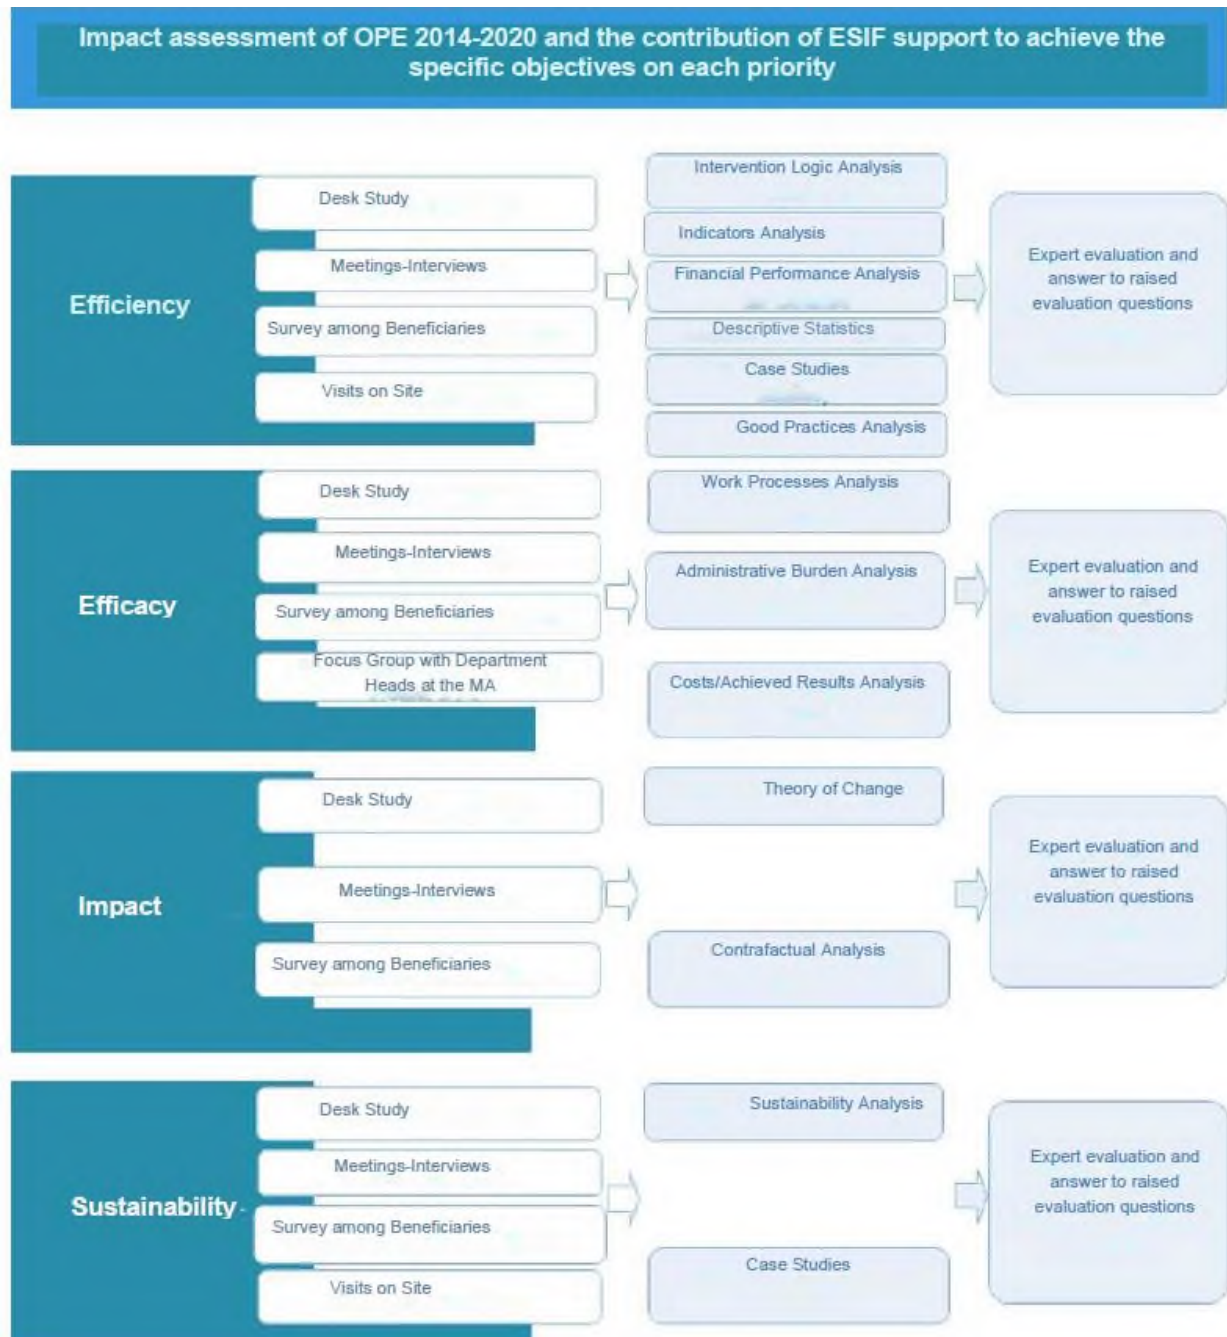 Impact assessment of OPE 2014-2020 and the contribution of ESIF support to achieve the
specific objectives on each priority
Efficiency
Desk Study
Meetings-Interviews
Survey among Beneficiaries
Visits on Site
Intervention Logic Analysis
Indicators Analysis
Financial Performance Analysis
Descriptive Statistics
Case Studies
Good Practices Analysis
Expert evaluation and
answer to raised
evaluation questions
Efficacy
Desk Study
Meetings-Interviews
Survey among Beneficiaries
Focus Group with Department
Heads at the MA
Work Processes Analysis
Administrative Burden Analysis
Costs/Achieved Results Analysis
Expert evaluation and
answer to raised
evaluation questions
Impact
Desk Study
Meetings-Interviews
Survey among Beneficiaries
Theory of Change
Contrafactual Analysis
Expert evaluation and
answer to raised
evaluation questions
Sustainability
Desk Study
Meetings-Interviews
Survey among Beneficiaries
Visits on Site
Sustainability Analysis
Case Studies
Expert evaluation and
answer to raised
evaluation questions